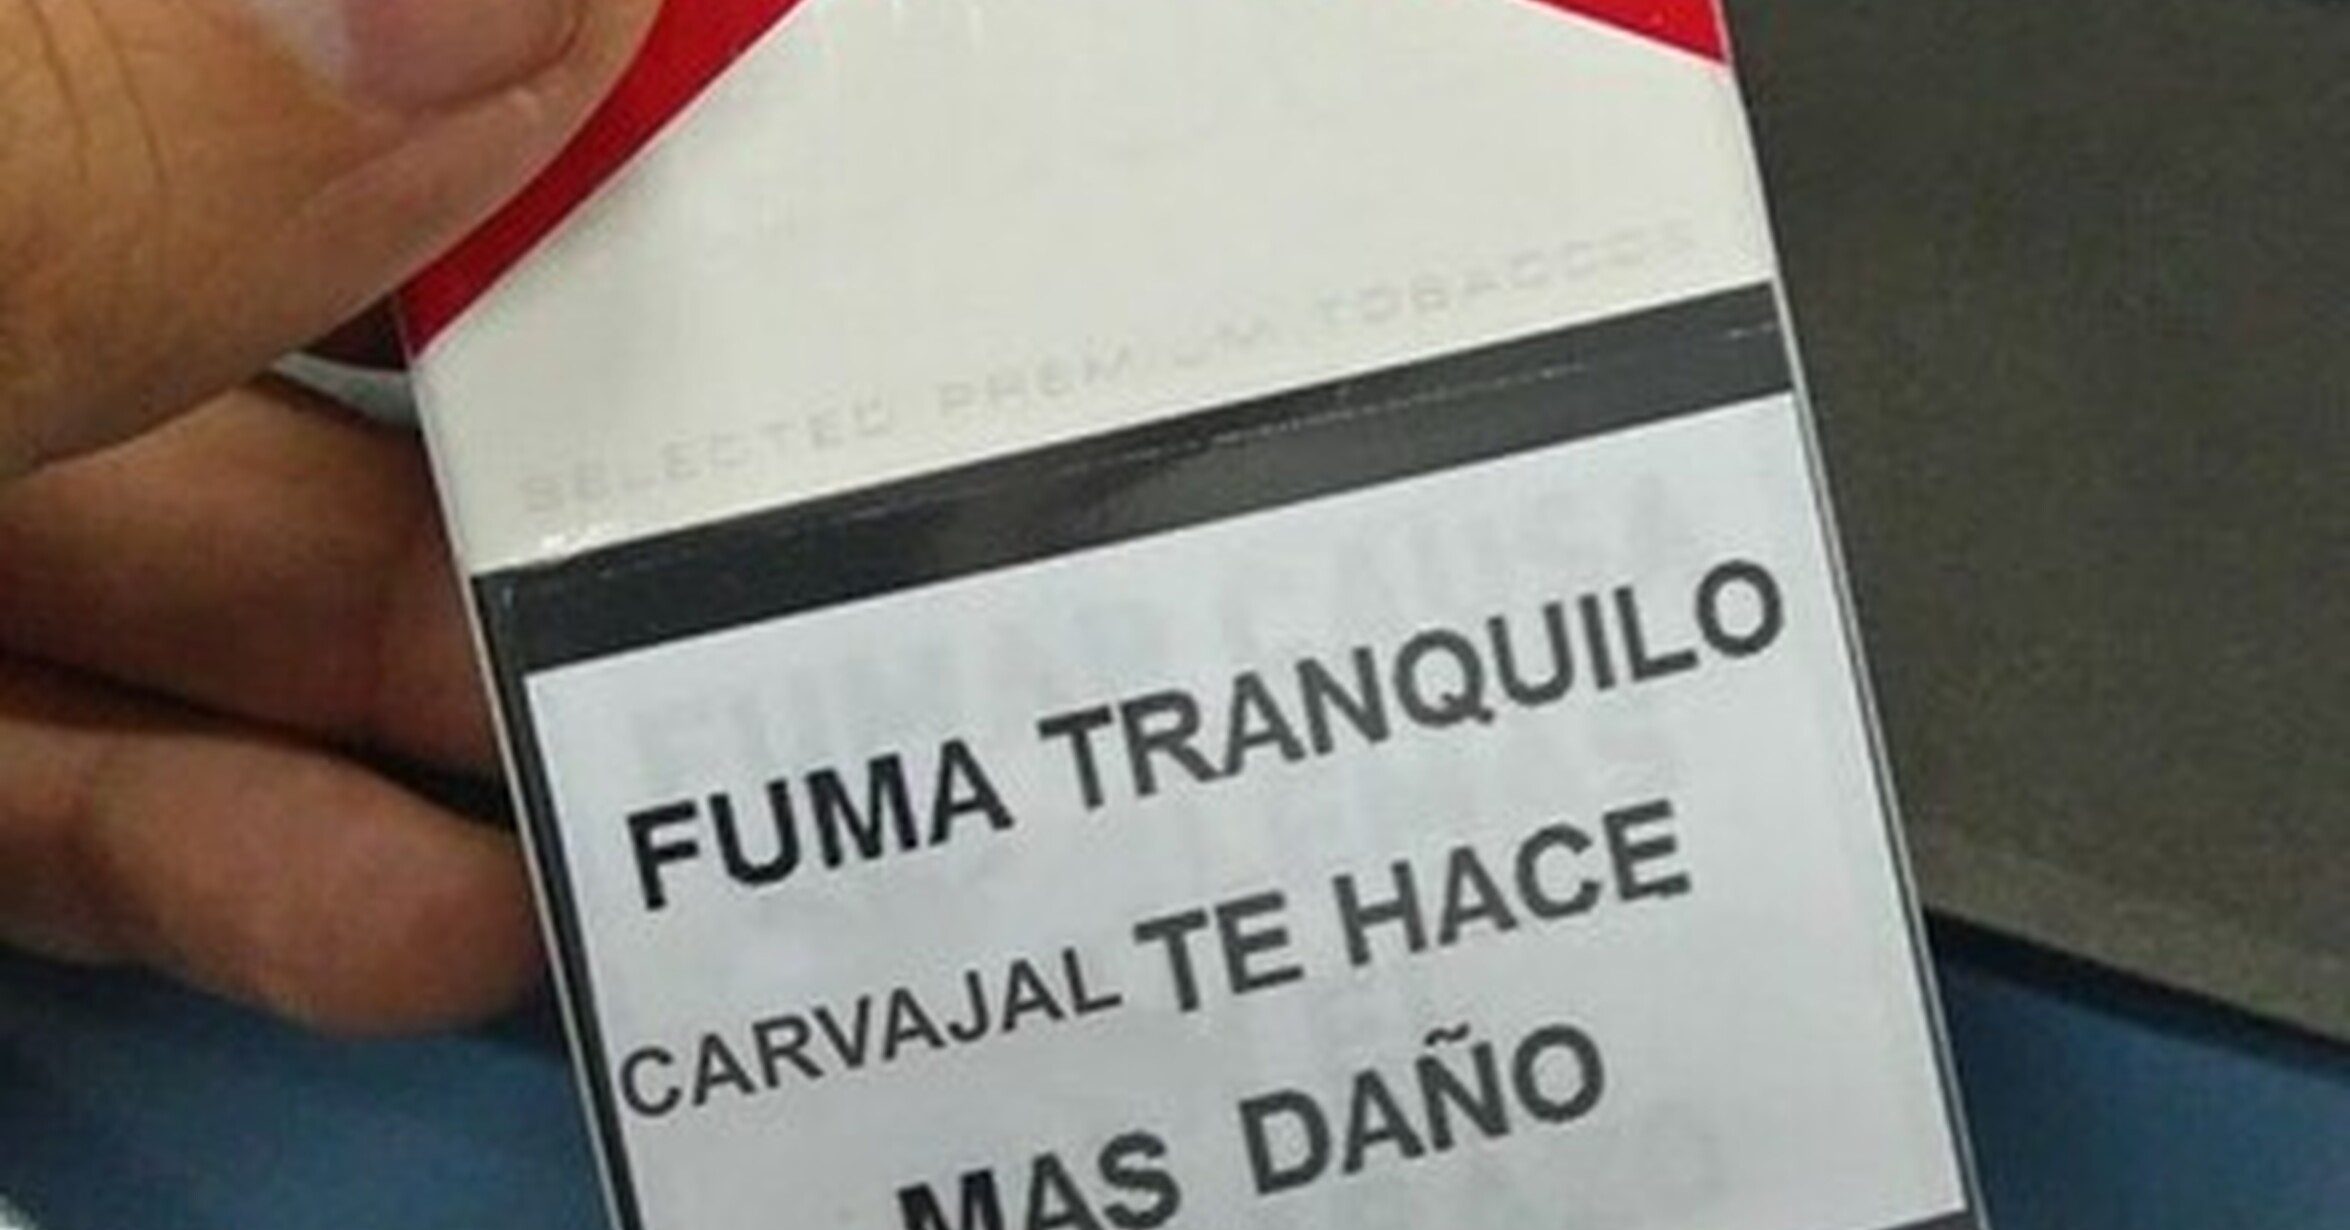 SELECTED PREMIUM TOBACCOS
FUMA TRANQUILO
CARVAJAL TE HACE
MAS DAÑO